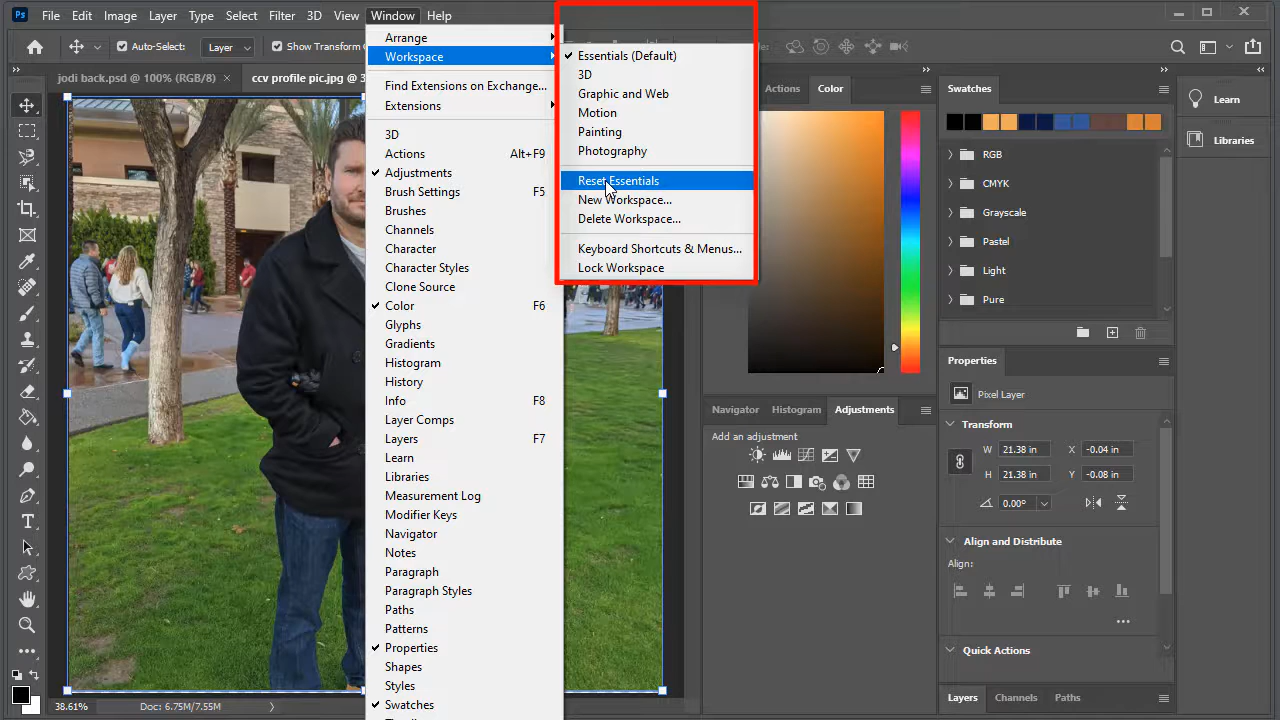 Ps File Edit Image Layer Type Select Filter 3D View Window Help
Auto-Select: Layer Show Transform C
jodi back.psd @ 100% (RGB/8) ×
ccv profile pic.jpg @ 3
Arrange
Workspace
Find Extensions on Exchange...
Extensions
3D
Actions Alt+F9
Adjustments
Brush Settings F5
Brushes
Channels
Character
Character Styles
Clone Source
Color F6
Glyphs
Gradients
Histogram
History
Info F8
Layer Comps
Layers F7
Learn
Libraries
Measurement Log
Modifier Keys
Navigator
Notes
Paragraph
Paragraph Styles
Paths
Patterns
Properties
Shapes
Styles
Swatches
Essentials (Default)
3D
Graphic and Web
Motion
Painting
Photography
Reset Essentials
New Workspace...
Delete Workspace...
Keyboard Shortcuts & Menus...
Lock Workspace
Actions Color
Navigator Histogram Adjustments
Add an adjustment
Swatches
RGB
CMYK
Grayscale
Pastel
Light
Pure
Properties
Pixel Layer
Transform
W 21.38 in X -0.04 in
H 21.38 in Y -0.08 in
0.00°
Align and Distribute
Align:
Quick Actions
Layers Channels Paths
Learn
Libraries
38.61% Doc: 6.75M/7.55M